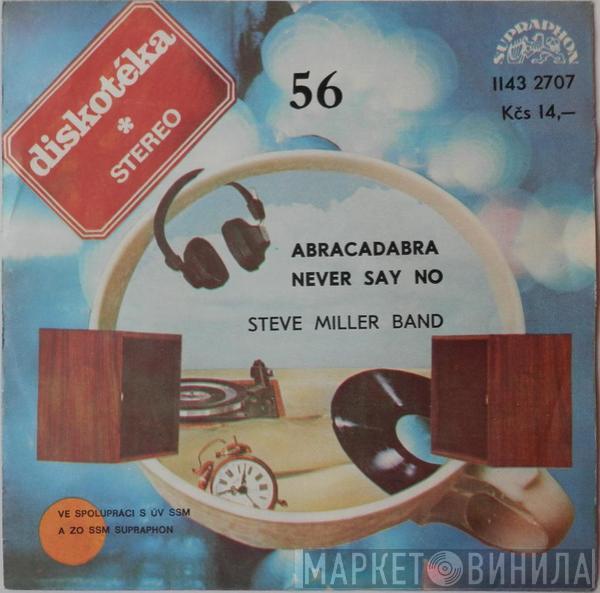 diskotéka
*
STEREO
56
SUPRAPHON
1143 2707
Kčs 14,—
ABRACADABRA
NEVER SAY NO
STEVE MILLER BAND
VE SPOLUPRÁCI S ÚV SSM
A ZO SSM SUPRAPHON
МАРКЕТ ВИНИЛА